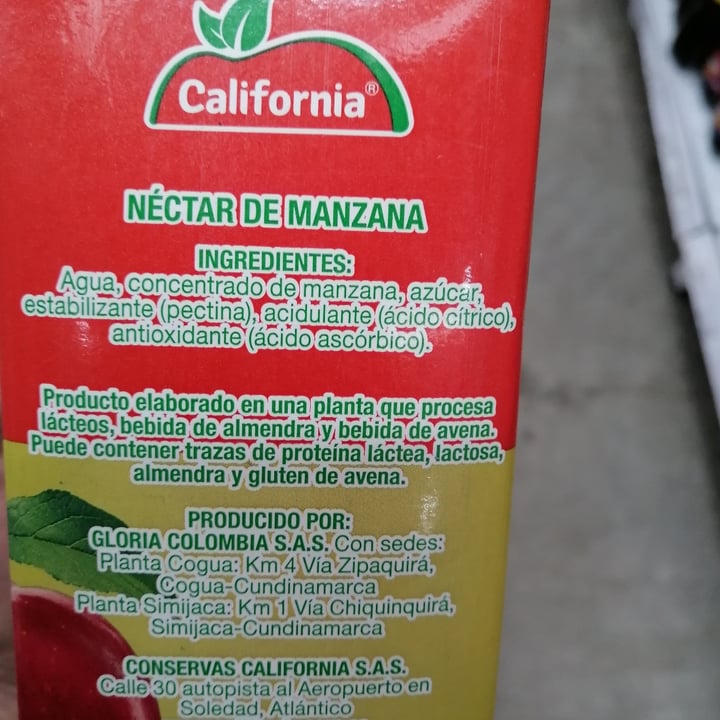 California®
NÉCTAR DE MANZANA
INGREDIENTES:
Agua, concentrado de manzana, azúcar,
estabilizante (pectina), acidulante (ácido cítrico),
antioxidante (ácido ascórbico).
Producto elaborado en una planta que procesa
lácteos, bebida de almendra y bebida de avena.
Puede contener trazas de proteína láctea, lactosa,
almendra y gluten de avena.
PRODUCIDO POR:
GLORIA COLOMBIA S.A.S. Con sedes:
Planta Cogua: Km 4 Vía Zipaquirá,
Cogua-Cundinamarca
Planta Simijaca: Km 1 Vía Chiquinquirá,
Simijaca-Cundinamarca
CONSERVAS CALIFORNIA S.A.S.
Calle 30 autopista al Aeropuerto en
Soledad, Atlántico